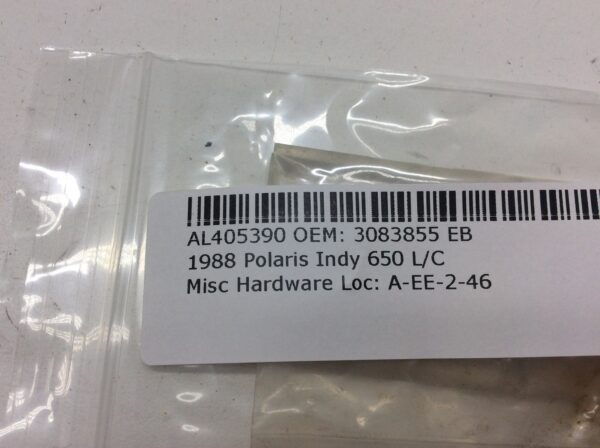 AL405390 OEM: 3083855 EB
1988 Polaris Indy 650 L/C
Misc Hardware Loc: A-EE-2-46